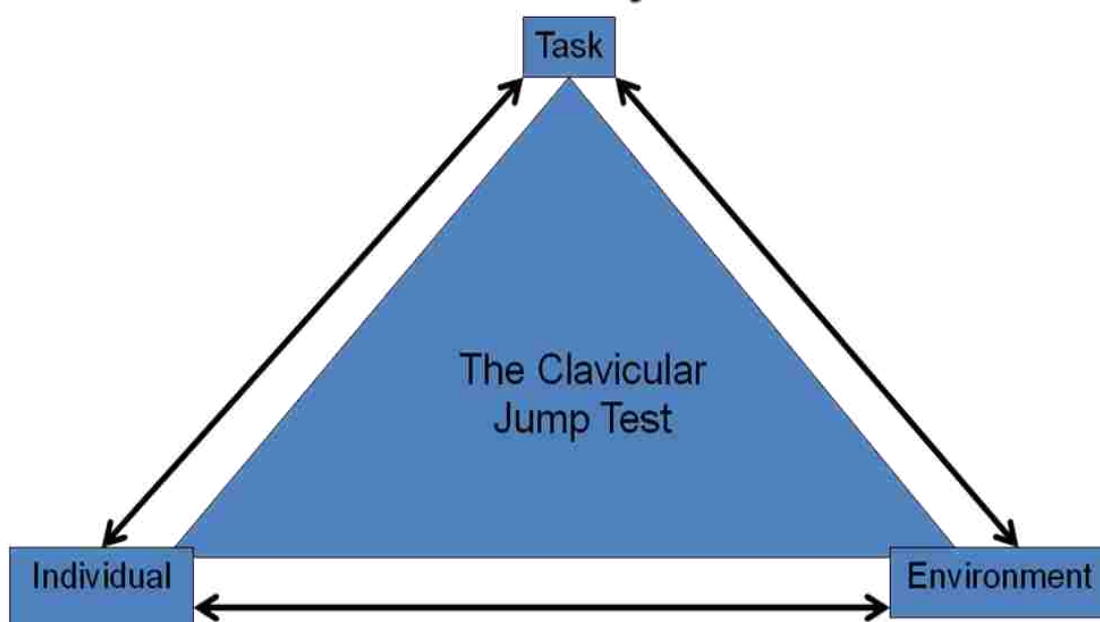 Task
The Clavicular
Jump Test
Individual
Environment